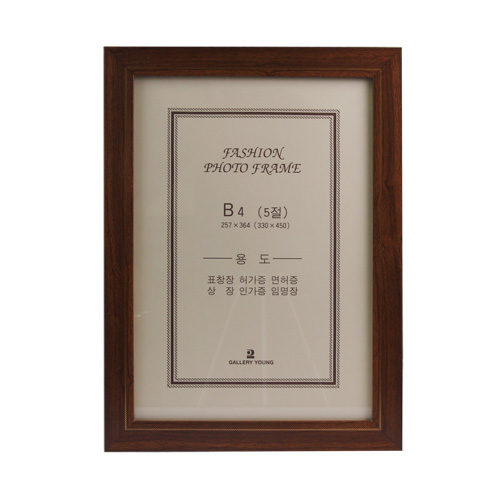 FASHION
PHOTO FRAME
B4 (5절)
257×364 (330×450)
용 도
표창장 허가증 면허증
상 장 인가증 임명장
2
GALLERY YOUNG